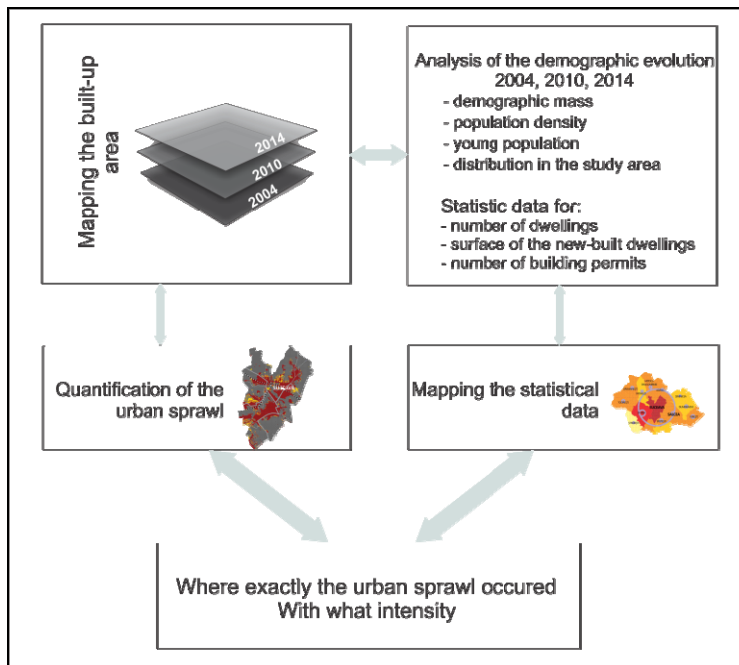 Mapping the built-up
area
2014
2010
2004
Analysis of the demographic evolution
2004, 2010, 2014
- demographic mass
- population density
- young population
- distribution in the study area
Statistic data for:
- number of dwellings
- surface of the new-built dwellings
- number of building permits
Quantification of the
urban sprawl
Mapping the statistical
data
Where exactly the urban sprawl occured
With what intensity